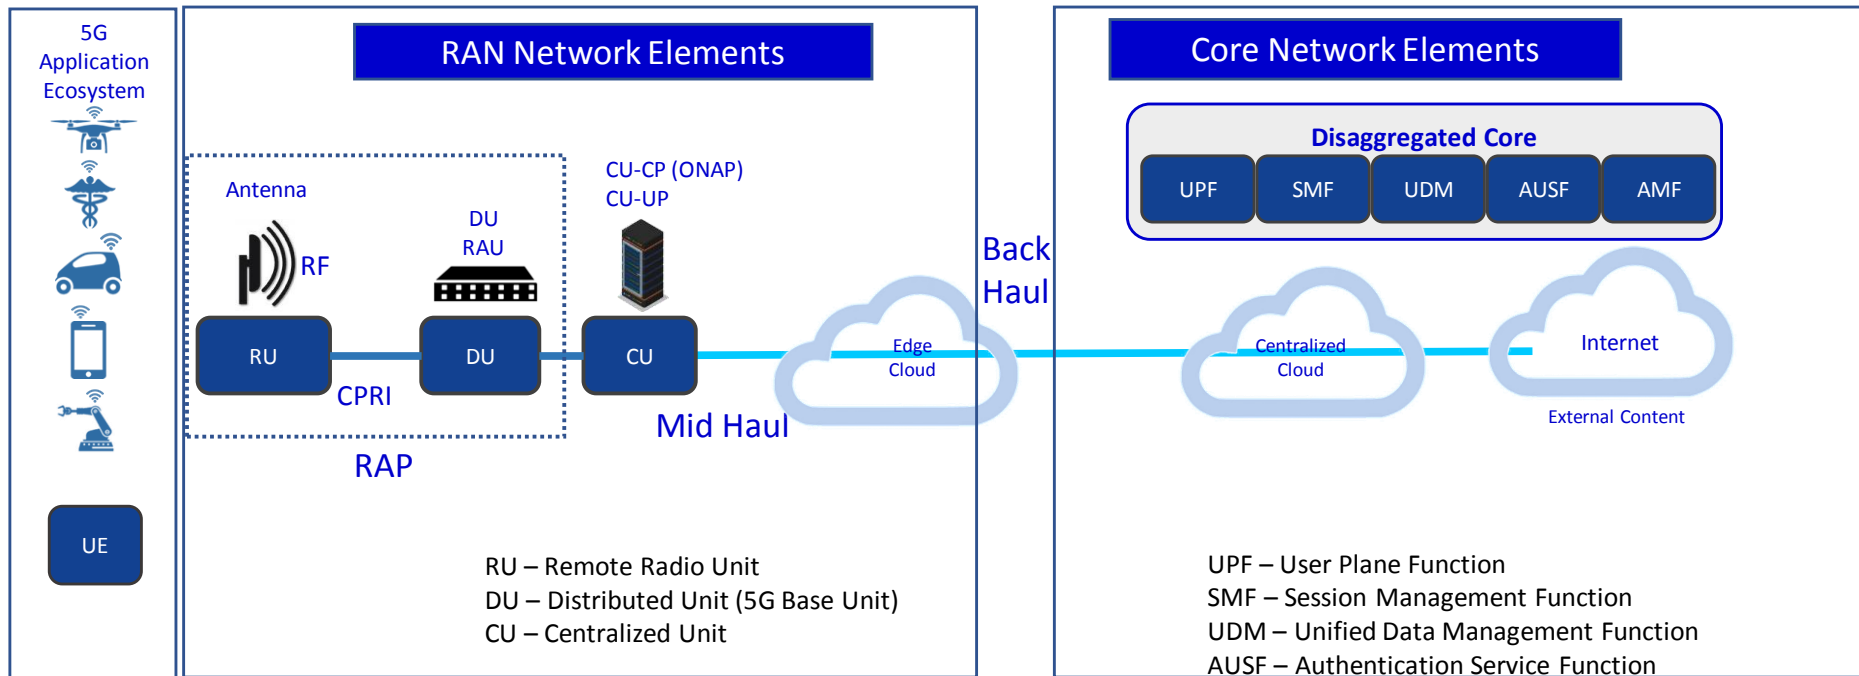 5G
Application
Ecosystem
UE
RAN Network Elements
Antenna
RF
DU
RAU
CU-CP (ONAP)
CU-UP
RU
DU
CU
CPRI
RAP
Mid Haul
Edge
Cloud
Back
Haul
RU – Remote Radio Unit
DU – Distributed Unit (5G Base Unit)
CU – Centralized Unit
Core Network Elements
Disaggregated Core
UPF
SMF
UDM
AUSF
AMF
Centralized
Cloud
Internet
External Content
UPF – User Plane Function
SMF – Session Management Function
UDM – Unified Data Management Function
AUSF – Authentication Service Function